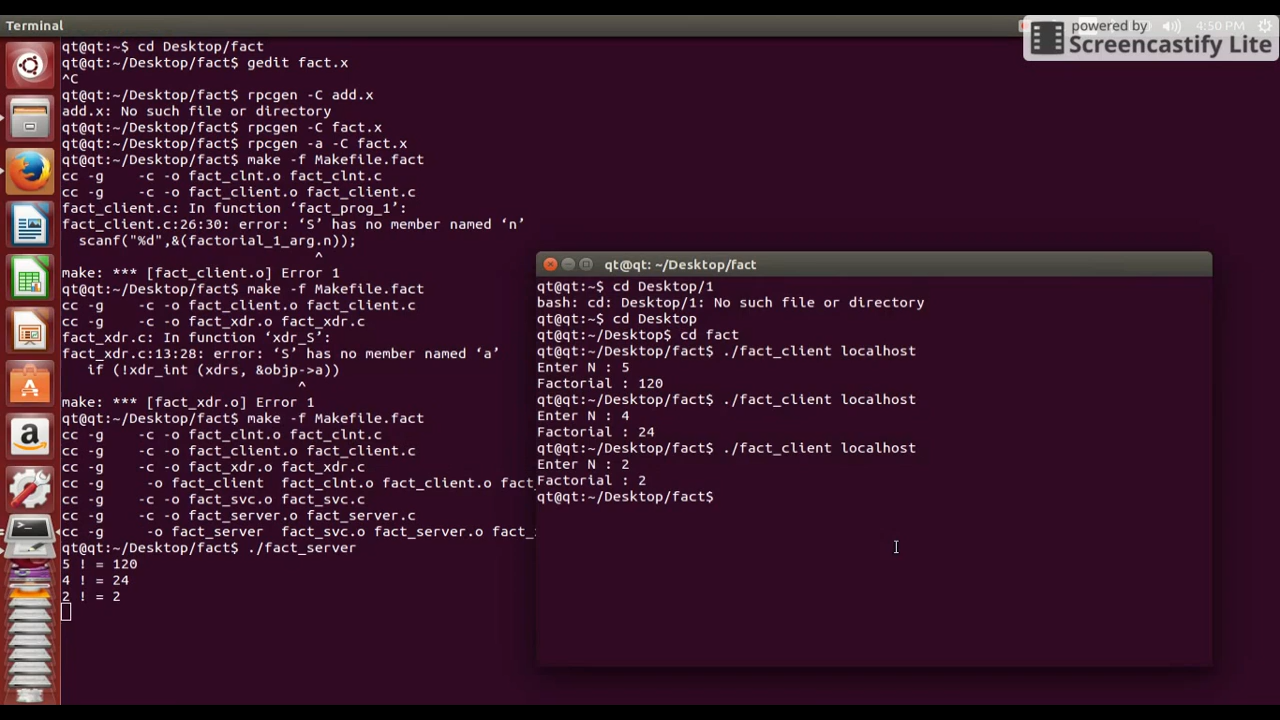 Terminal
4:50 PM
powered by
Screencastify Lite
qt@qt:~$ cd Desktop/fact
qt@qt:~/Desktop/fact$ gedit fact.x
^C
qt@qt:~/Desktop/fact$ rpcgen -C add.x
add.x: No such file or directory
qt@qt:~/Desktop/fact$ rpcgen -C fact.x
qt@qt:~/Desktop/fact$ rpcgen -a -C fact.x
qt@qt:~/Desktop/fact$ make -f Makefile.fact
cc -g    -c -o fact_clnt.o fact_clnt.c
cc -g    -c -o fact_client.o fact_client.c
fact_client.c: In function ‘fact_prog_1’:
fact_client.c:26:30: error: ‘S’ has no member named ‘n’
  scanf("%d",&(factorial_1_arg.n));
                              ^
make: *** [fact_client.o] Error 1
qt@qt:~/Desktop/fact$ make -f Makefile.fact
cc -g    -c -o fact_client.o fact_client.c
cc -g    -c -o fact_xdr.o fact_xdr.c
fact_xdr.c: In function ‘xdr_S’:
fact_xdr.c:13:28: error: ‘S’ has no member named ‘a’
   if (!xdr_int (xdrs, &objp->a))
                            ^
make: *** [fact_xdr.o] Error 1
qt@qt:~/Desktop/fact$ make -f Makefile.fact
cc -g    -c -o fact_clnt.o fact_clnt.c
cc -g    -c -o fact_client.o fact_client.c
cc -g    -c -o fact_xdr.o fact_xdr.c
cc -g     -o fact_client  fact_clnt.o fact_client.o fact
cc -g    -c -o fact_svc.o fact_svc.c
cc -g    -c -o fact_server.o fact_server.c
cc -g     -o fact_server  fact_svc.o fact_server.o fact_
qt@qt:~/Desktop/fact$ ./fact_server
5 ! = 120
4 ! = 24
2 ! = 2
qt@qt: ~/Desktop/fact
qt@qt:~$ cd Desktop/1
bash: cd: Desktop/1: No such file or directory
qt@qt:~$ cd Desktop
qt@qt:~/Desktop$ cd fact
qt@qt:~/Desktop/fact$ ./fact_client localhost
Enter N : 5
Factorial : 120
qt@qt:~/Desktop/fact$ ./fact_client localhost
Enter N : 4
Factorial : 24
qt@qt:~/Desktop/fact$ ./fact_client localhost
Enter N : 2
Factorial : 2
qt@qt:~/Desktop/fact$